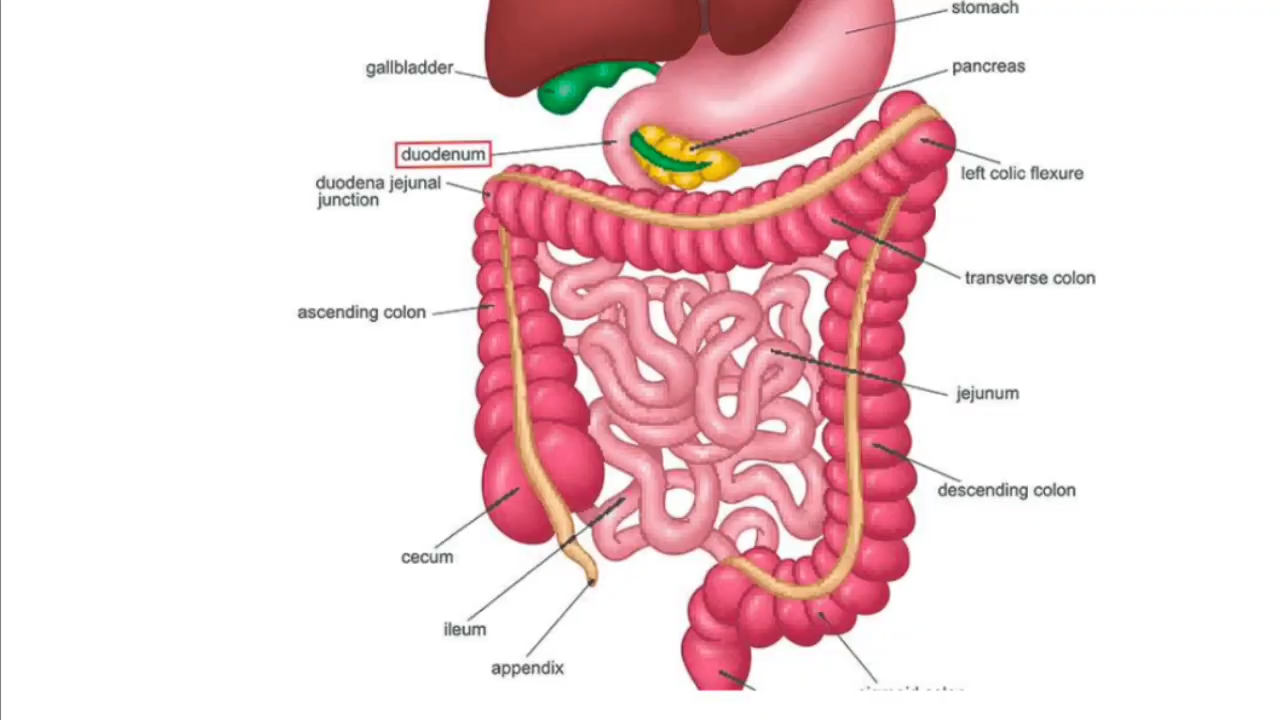 stomach
gallbladder
pancreas
duodenum
left colic flexure
duodena jejunal
junction
transverse colon
ascending colon
jejunum
descending colon
cecum
ileum
appendix